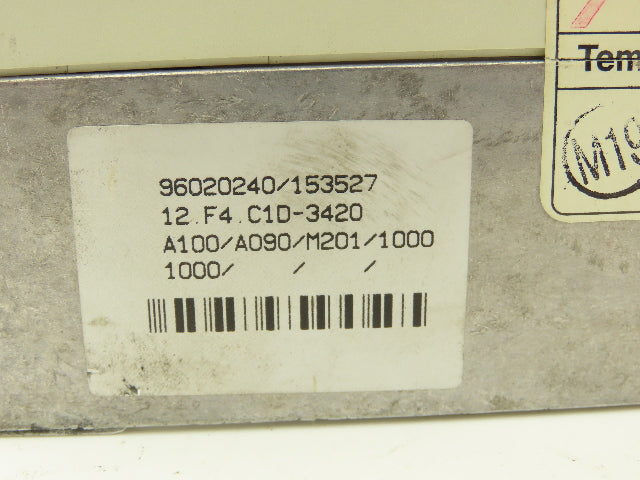 Tem
M19
96020240/153527
12.F4.C1D-3420
A100/A090/M201/1000
1000/ / /